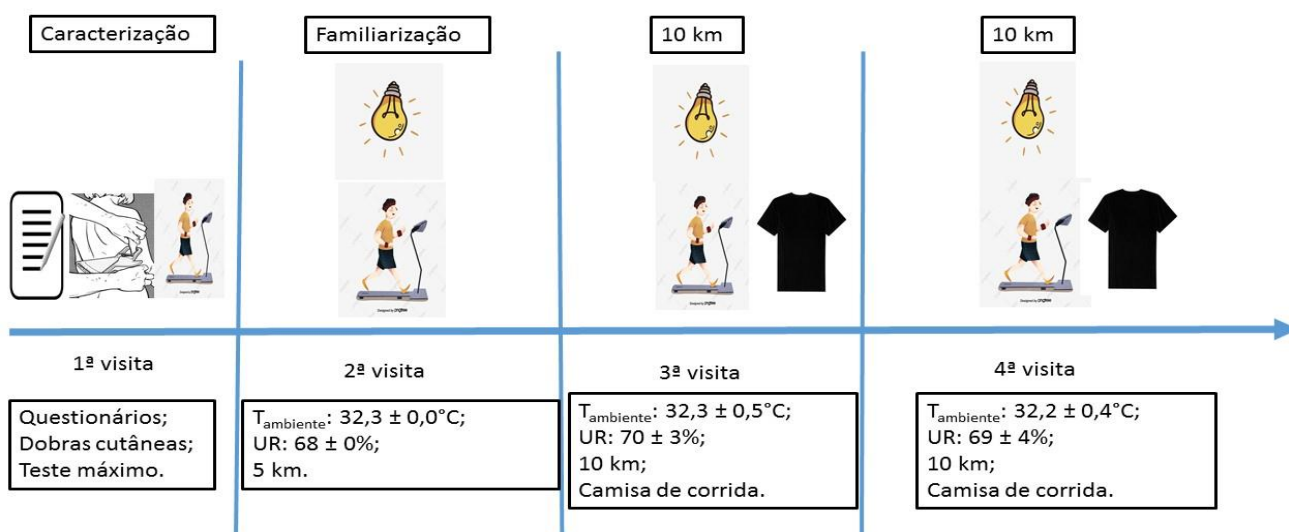 Caracterização
Familiarização
10 km
10 km
1ª visita
2ª visita
3ª visita
4ª visita
Questionários;
Dobras cutâneas;
Teste máximo.
Tambiente: 32,3 ± 0,0°C;
UR: 68 ± 0%;
5 km.
Tambiente: 32,3 ± 0,5°C;
UR: 70 ± 3%;
10 km;
Camisa de corrida.
Tambiente: 32,2 ± 0,4°C;
UR: 69 ± 4%;
10 km;
Camisa de corrida.